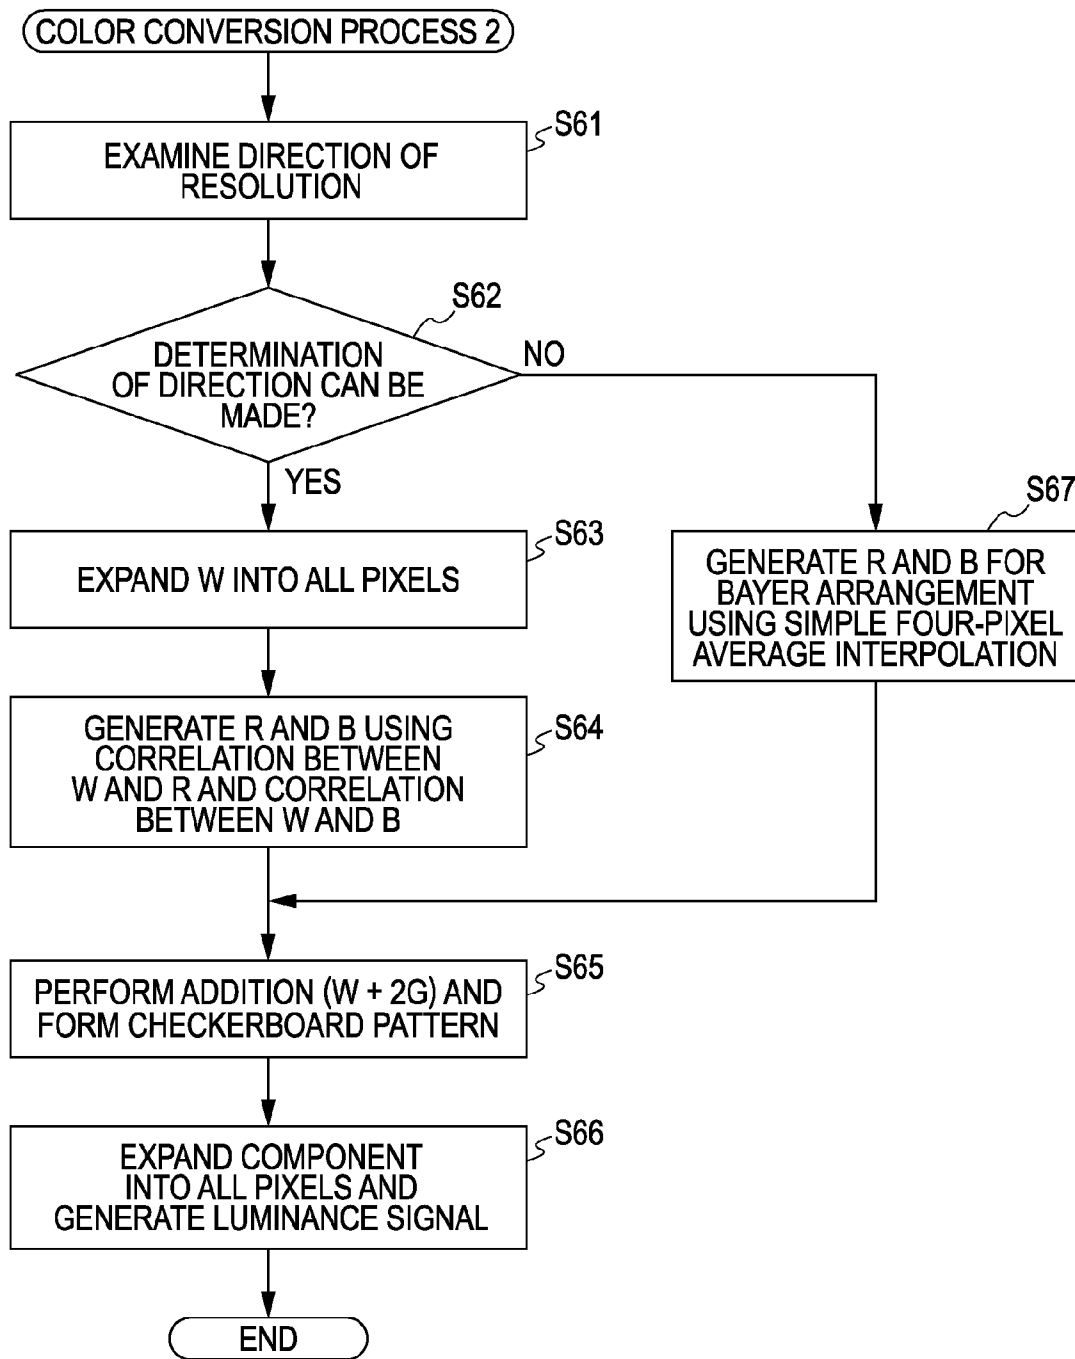 COLOR CONVERSION PROCESS 2
S61
EXAMINE DIRECTION OF
RESOLUTION
S62
DETERMINATION
OF DIRECTION CAN BE
MADE?
NO
YES
S63
EXPAND W INTO ALL PIXELS
S67
GENERATE R AND B FOR
BAYER ARRANGEMENT
USING SIMPLE FOUR-PIXEL
AVERAGE INTERPOLATION
S64
GENERATE R AND B USING
CORRELATION BETWEEN
W AND R AND CORRELATION
BETWEEN W AND B
S65
PERFORM ADDITION (W + 2G) AND
FORM CHECKERBOARD PATTERN
S66
EXPAND COMPONENT
INTO ALL PIXELS AND
GENERATE LUMINANCE SIGNAL
END